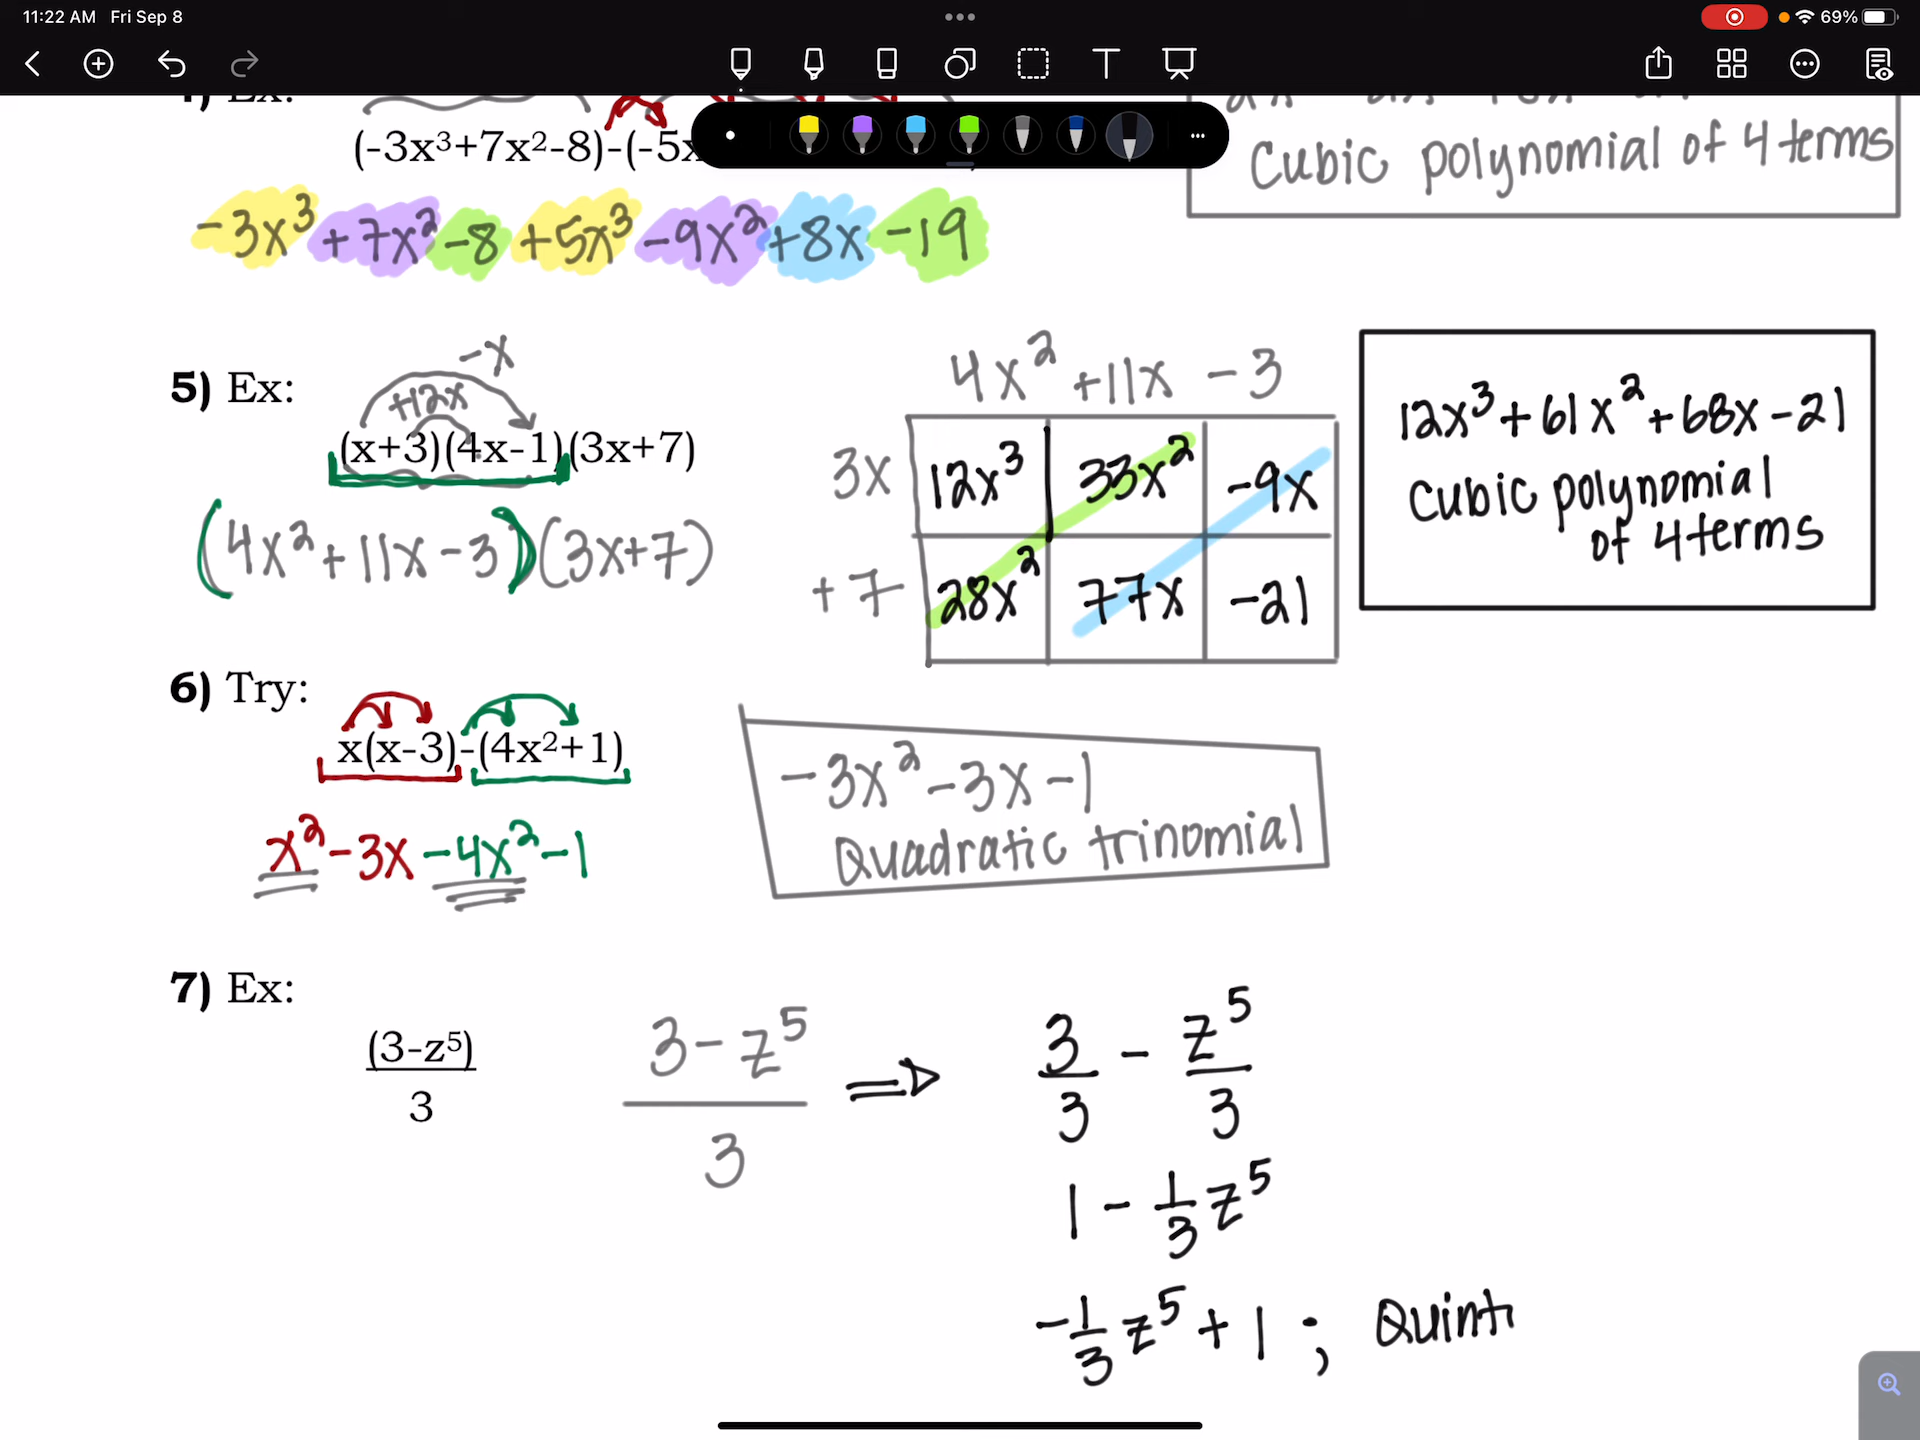 11:22 AM Fri Sep 8
69%
(-3x³+7x²-8)-(-5x
Cubic polynomial of 4 terms
-3x³ +7x² -8 +5x³ -9x² +8x -19
5) Ex:
-x
+12x
(x+3)(4x-1)(3x+7)
(4x²+11x-3)(3x+7)
4x² +11x -3
3x 12x³ 33x² -9x
+7 28x² 77x -21
12x³+61x²+68x-21
Cubic polynomial
of 4 terms
6) Try:
x(x-3)-(4x²+1)
x²-3x-4x²-1
-3x²-3x-1
Quadratic trinomial
7) Ex:
(3-z⁵)
3
3-z⁵
3
⇒
3/3 - z⁵/3
1 - 1/3 z⁵
-1/3 z⁵ + 1 ; Quinti